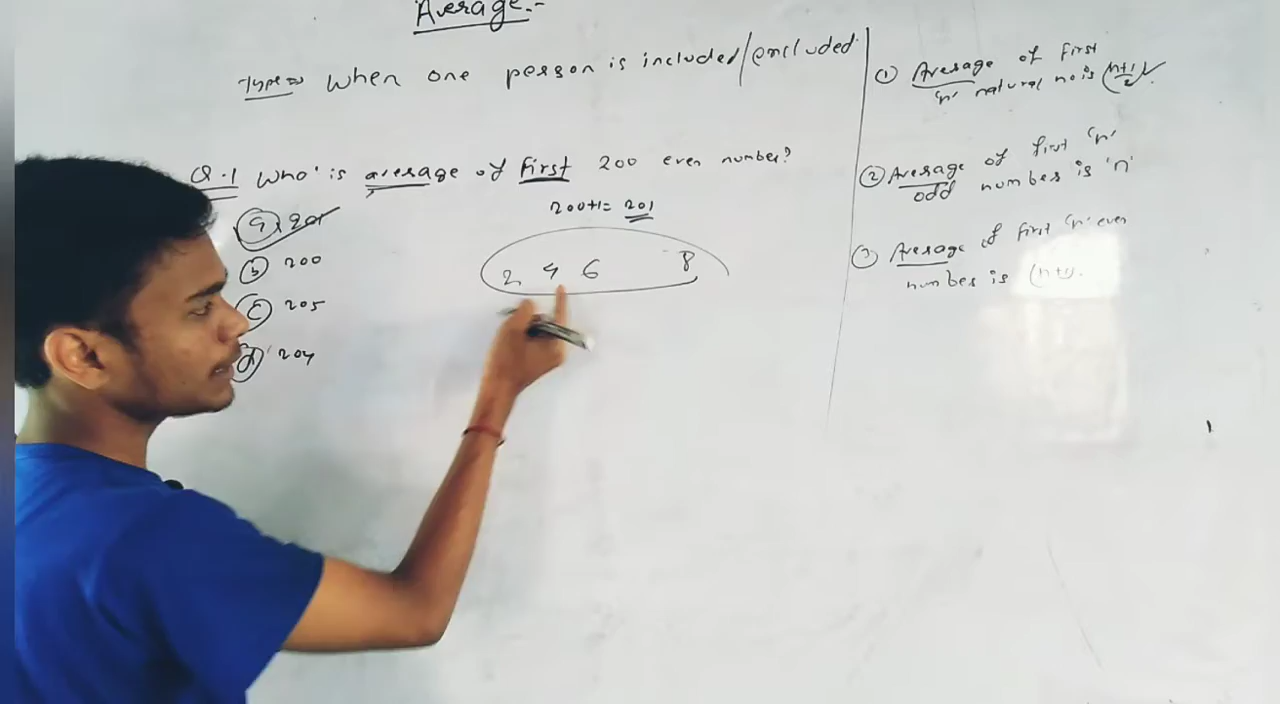 Average:-
Type⇒ When one person is included/excluded
Q.1 Who' is average of first 200 even number?
200+1= 201
a 201
b 200
c 205
d 204
2 4 6 8
① Average of first
'n' natural no is (n+1/2)
② Average of first 'n'
odd number is 'n'
③ Average of first 'n' even
number is (n+1).